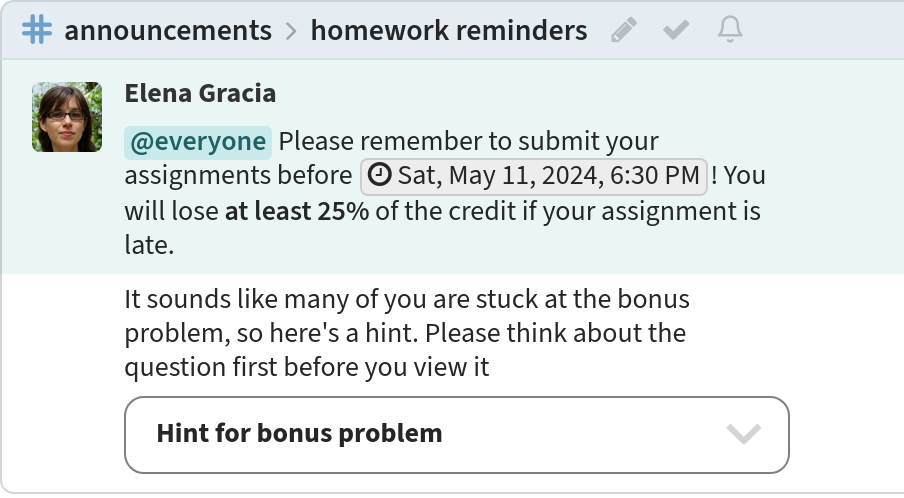 # announcements > homework reminders
Elena Gracia
@everyone Please remember to submit your
assignments before Sat, May 11, 2024, 6:30 PM ! You
will lose at least 25% of the credit if your assignment is
late.
It sounds like many of you are stuck at the bonus
problem, so here's a hint. Please think about the
question first before you view it
Hint for bonus problem